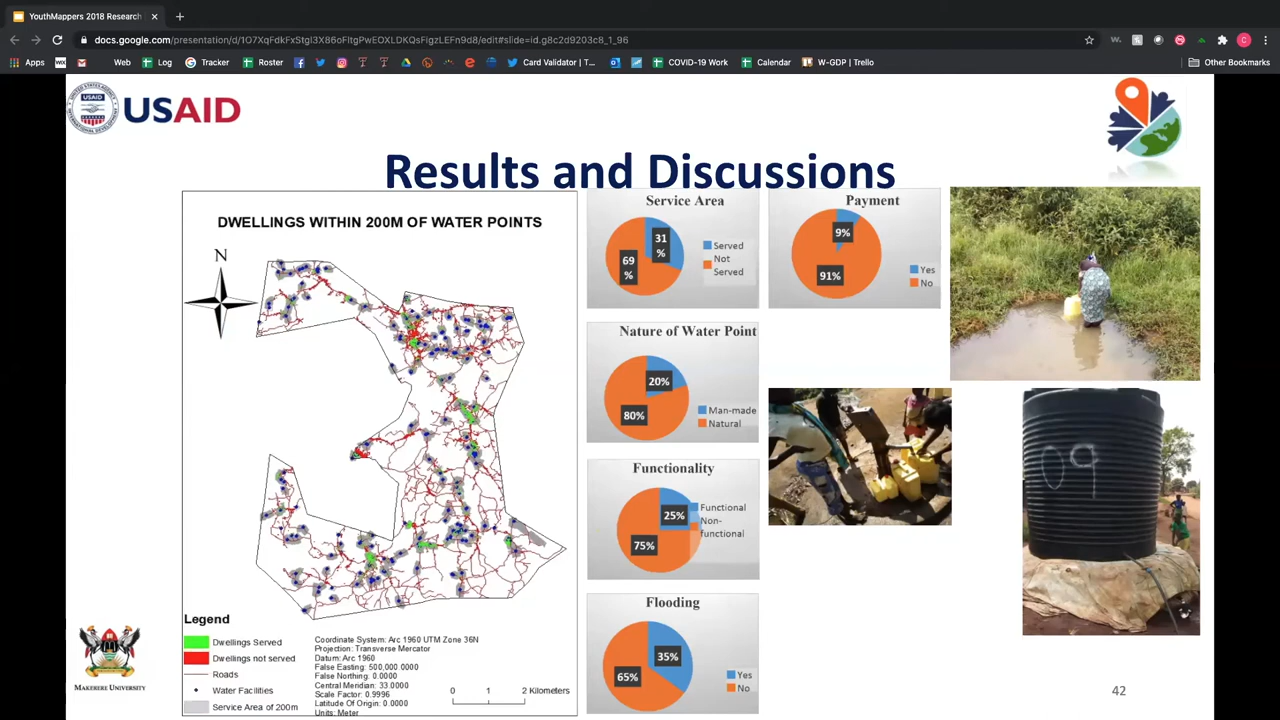 YouthMappers 2018 Research
docs.google.com/presentation/d/1O7XqFdkFxStgl3X86oFltgPwEOXLDKQsFigzLEFn9d8/edit#slide=id.g8c2d9203c8_1_96
Apps Web Log Tracker Roster Card Validator | T... COVID-19 Work Calendar W-GDP | Trello Other Bookmarks
USAID
Results and Discussions
DWELLINGS WITHIN 200M OF WATER POINTS
N
Legend
Dwellings Served
Dwellings not served
Roads
Water Facilities
Service Area of 200m
Coordinate System: Arc 1960 UTM Zone 36N
Projection: Transverse Mercator
Datum: Arc 1960
False Easting: 500,000.0000
False Northing: 0.0000
Central Meridian: 33.0000
Scale Factor: 0.9996
Latitude Of Origin: 0.0000
Units: Meter
0 1 2 Kilometers
Service Area
31
%
69
%
Served
Not
Served
Payment
9%
91%
Yes
No
Nature of Water Point
20%
80%
Man-made
Natural
Functionality
25%
75%
Functional
Non-
functional
Flooding
35%
65%
Yes
No
09
MAKERERE UNIVERSITY
42